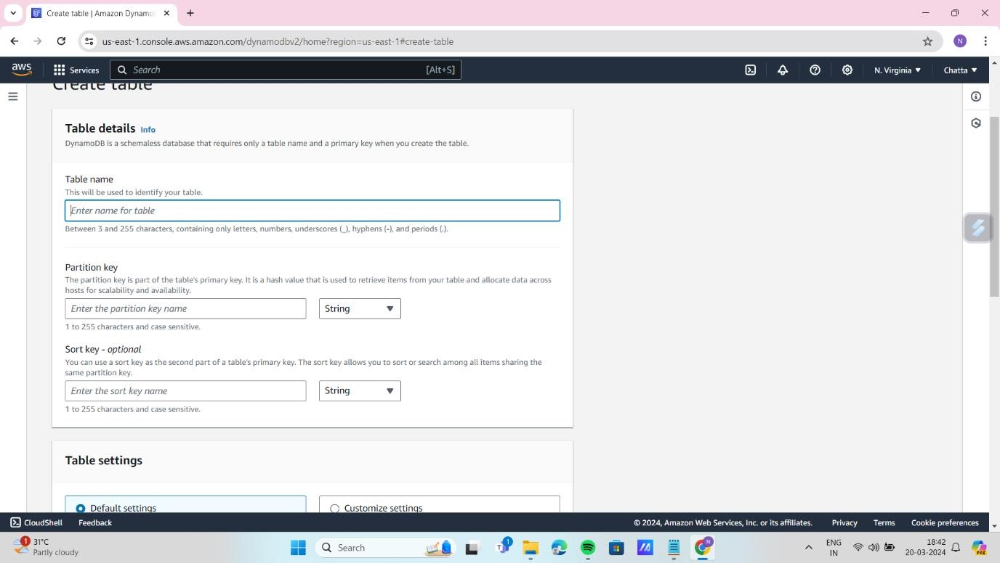 Create table | Amazon Dynamo
us-east-1.console.aws.amazon.com/dynamodbv2/home?region=us-east-1#create-table
N
aws
Services
Search
[Alt+S]
N. Virginia
Chatta
Create table
Table details Info
DynamoDB is a schemaless database that requires only a table name and a primary key when you create the table.
Table name
This will be used to identify your table.
Enter name for table
Between 3 and 255 characters, containing only letters, numbers, underscores (_), hyphens (-), and periods (.).
Partition key
The partition key is part of the table's primary key. It is a hash value that is used to retrieve items from your table and allocate data across
hosts for scalability and availability.
Enter the partition key name
String
1 to 255 characters and case sensitive.
Sort key - optional
You can use a sort key as the second part of a table's primary key. The sort key allows you to sort or search among all items sharing the
same partition key.
Enter the sort key name
String
1 to 255 characters and case sensitive.
Table settings
Default settings
Customize settings
CloudShell
Feedback
© 2024, Amazon Web Services, Inc. or its affiliates.
Privacy
Terms
Cookie preferences
1
31°C
Partly cloudy
Search
1
N
ENG
IN
18:42
20-03-2024
PRE